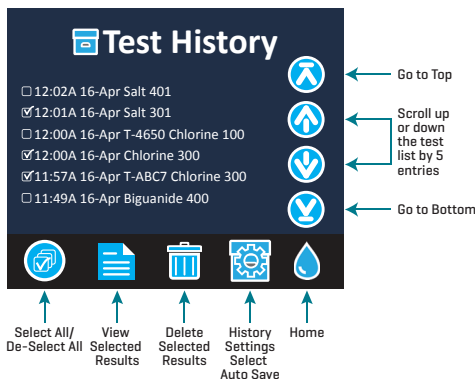 Test History
12:02A 16-Apr Salt 401
12:01A 16-Apr Salt 301
12:00A 16-Apr T-4650 Chlorine 100
12:00A 16-Apr Chlorine 300
11:57A 16-Apr T-ABC7 Chlorine 300
11:49A 16-Apr Biguanide 400
Go to Top
Scroll up
or down
the test
list by 5
entries
Go to Bottom
Select All/
De-Select All
View
Selected
Results
Delete
Selected
Results
History
Settings
Select
Auto Save
Home